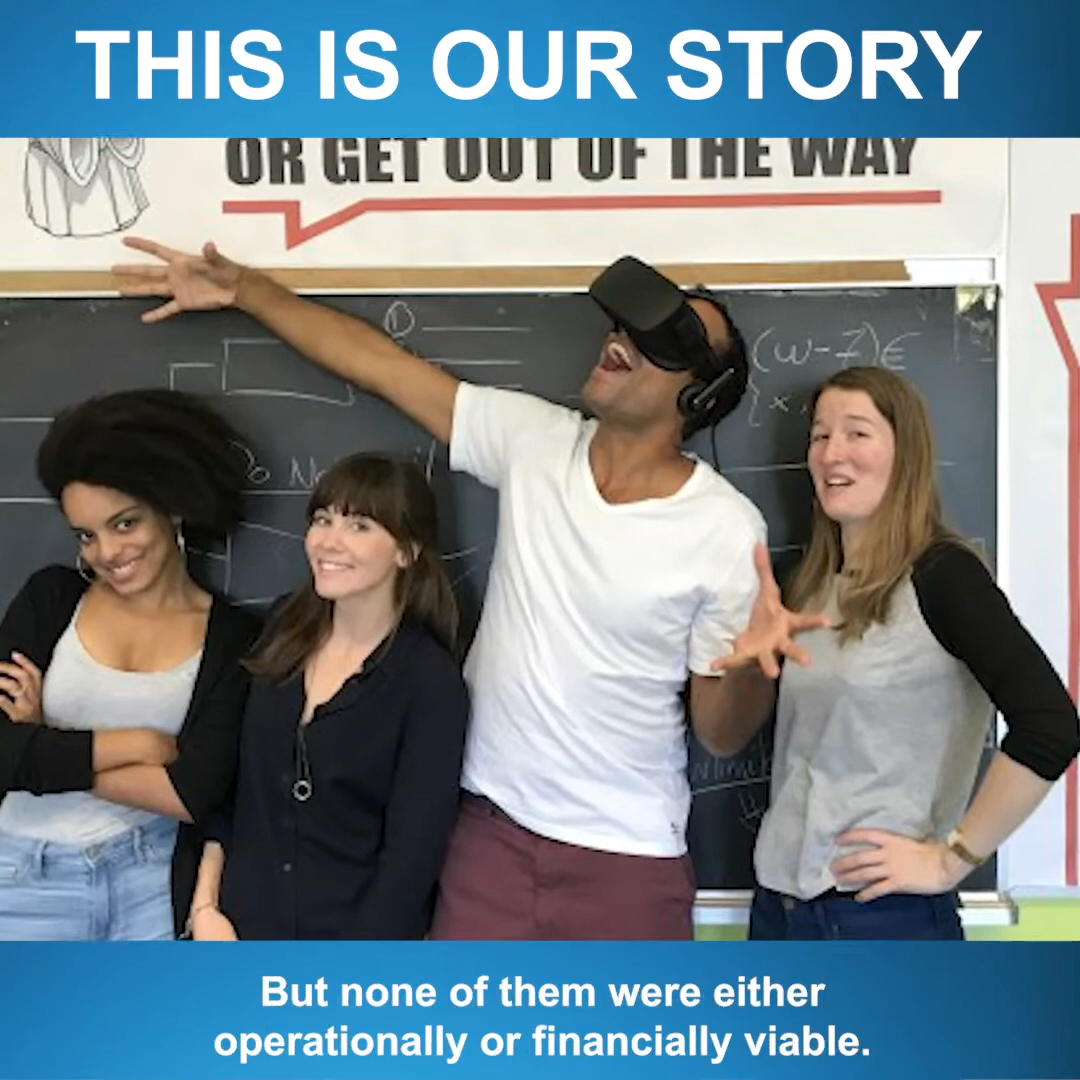 THIS IS OUR STORY
OR GET OUT OF THE WAY
But none of them were either
operationally or financially viable.